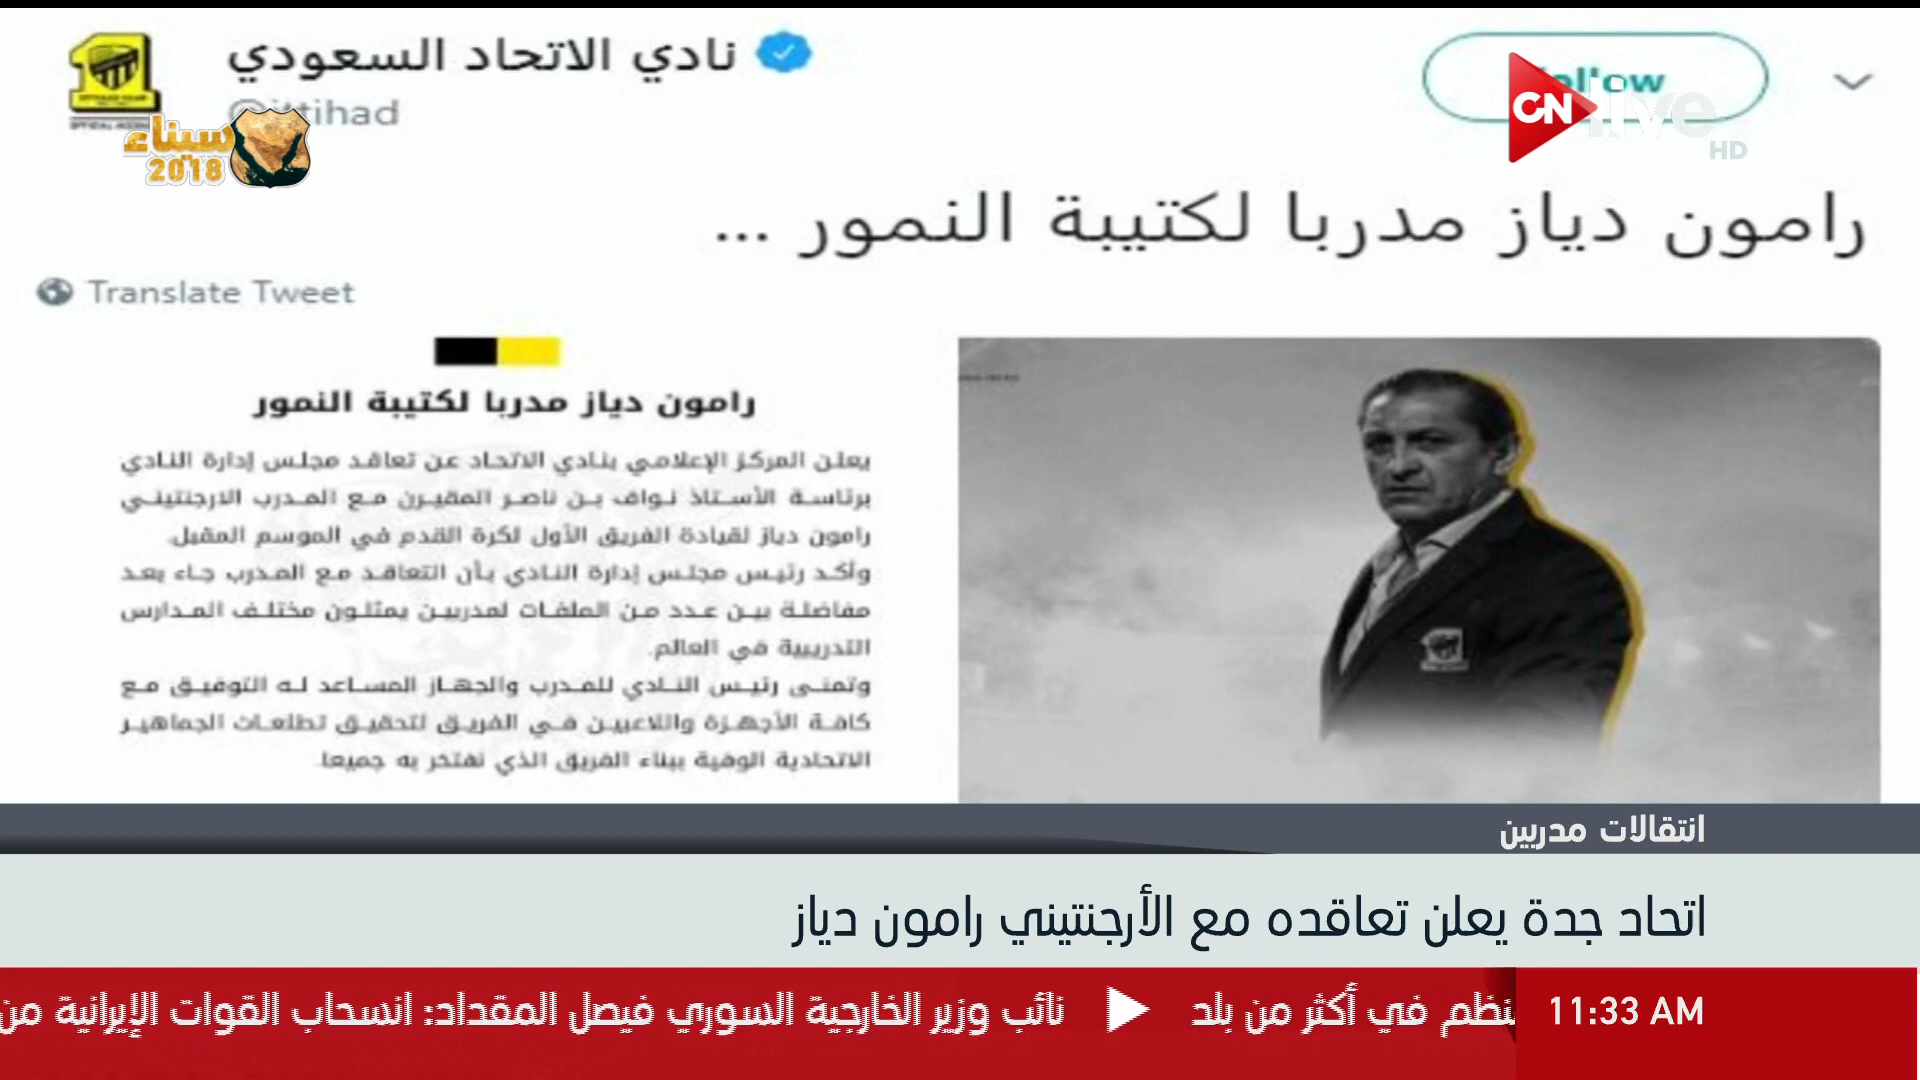 نادي الاتحاد السعودي
@ittihad
Follow
CN live
HD
سيناء
2018
رامون دياز مدربا لكتيبة النمور ...
Translate Tweet
رامون دياز مدربا لكتيبة النمور
يعلن المركز الإعلامي بنادي الاتحاد عن تعاقد مجلس إدارة النادي
برئاسة الأستاذ نواف بن ناصر المقيرن مع المدرب الارجنتيني
رامون دياز لقيادة الفريق الأول لكرة القدم في الموسم المقبل.
وأكد رئيس مجلس إدارة النادي بأن التعاقد مع المدرب جاء بعد
مفاضلة بين عدد من الملفات لمدربين يمثلون مختلف المدارس
التدريبية في العالم.
وتمنى رئيس النادي للمدرب والجهاز المساعد له التوفيق مع
كافة الأجهزة واللاعبين في الفريق لتحقيق تطلعات الجماهير
الاتحادية الوفية ببناء الفريق الذي نفتخر به جميعا.
انتقالات مدربين
اتحاد جدة يعلن تعاقده مع الأرجنتيني رامون دياز
11:33 AM
نظم في أكثر من بلد
نائب وزير الخارجية السوري فيصل المقداد: انسحاب القوات الإيرانية من